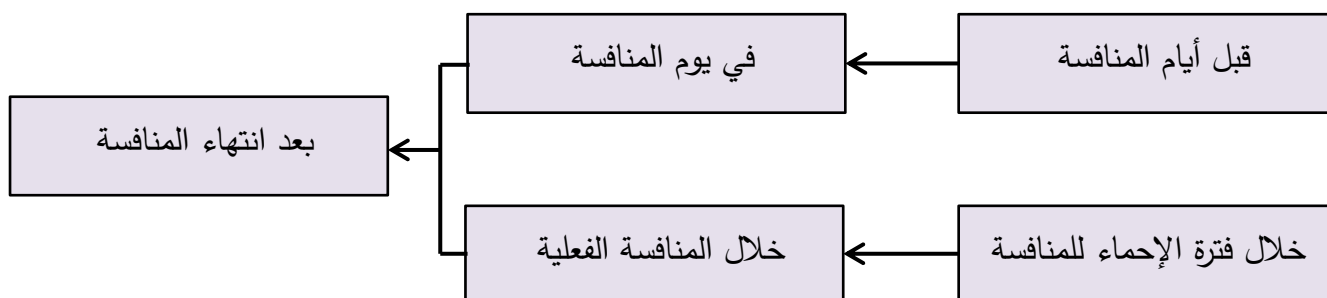 قبل أيام المنافسة
في يوم المنافسة
بعد انتهاء المنافسة
خلال فترة الإحماء للمنافسة
خلال المنافسة الفعلية